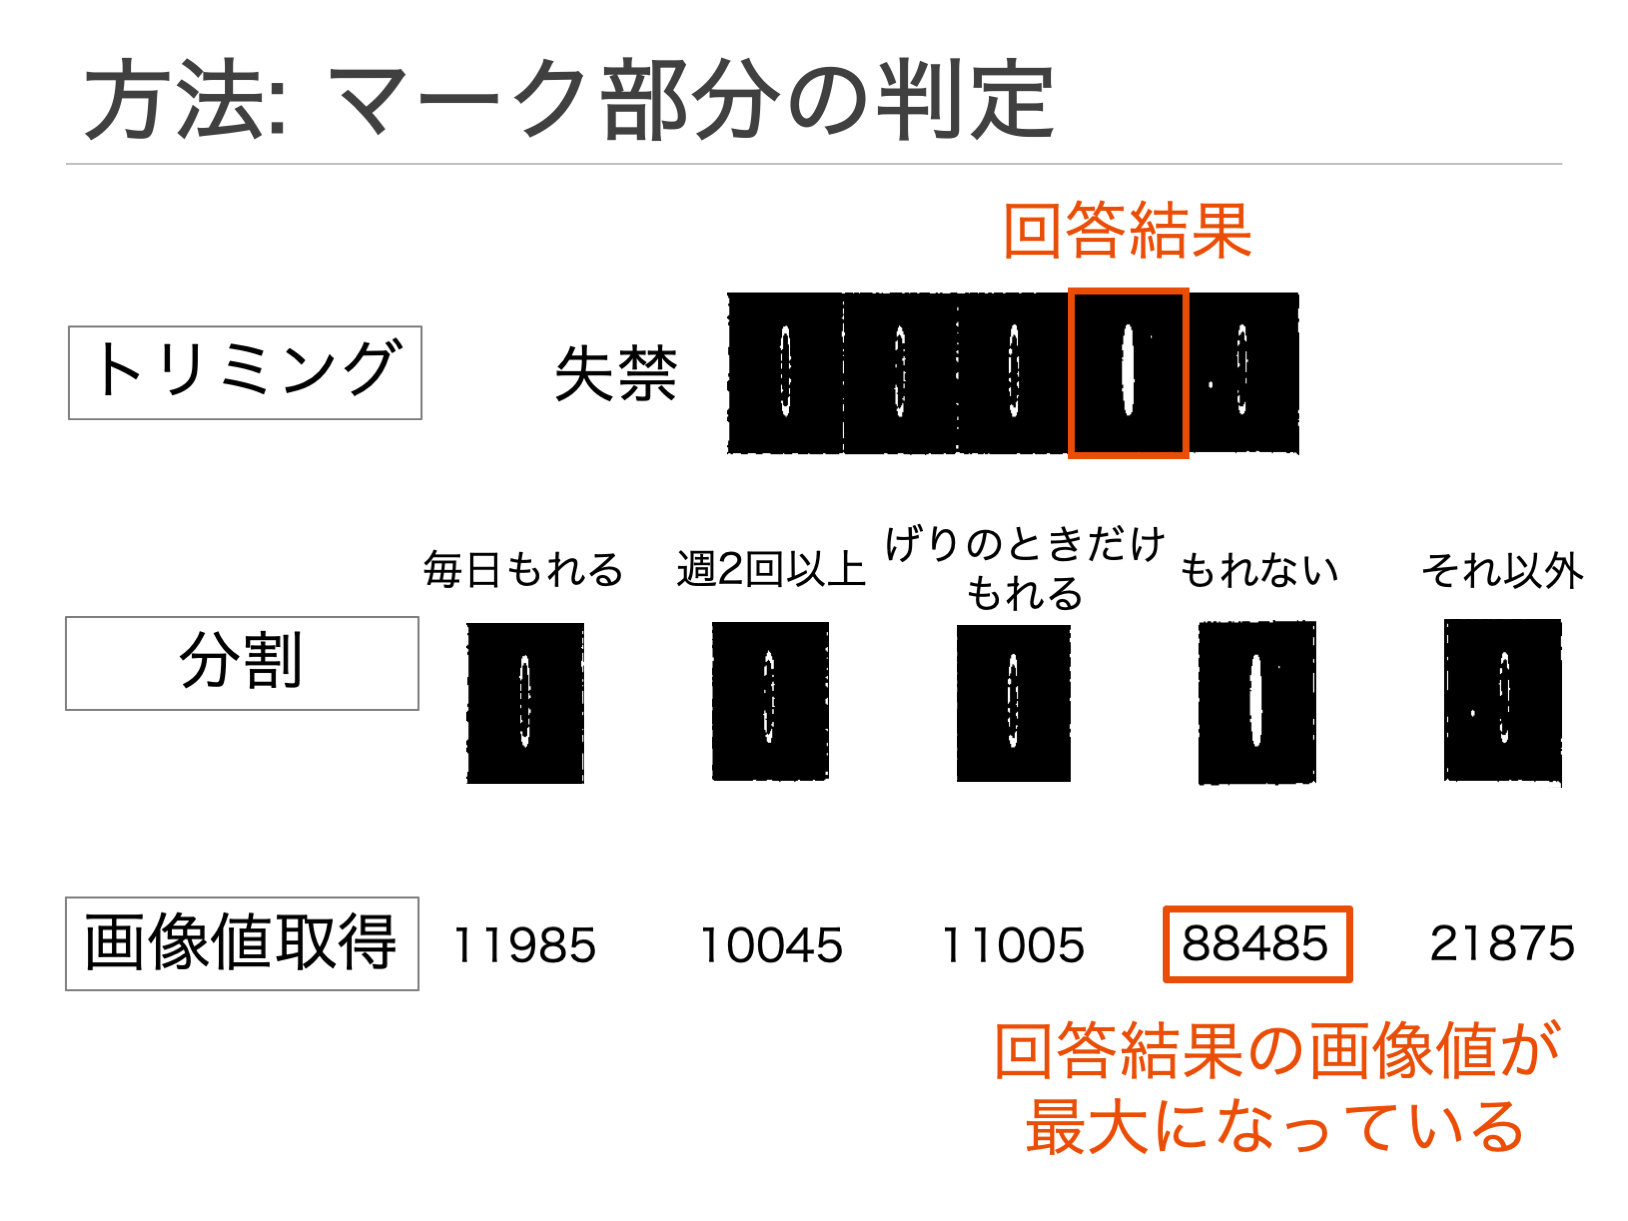 方法: マーク部分の判定
回答結果
トリミング
失禁
毎日もれる
週2回以上
げりのときだけ
もれる
もれない
それ以外
分割
画像値取得
11985
10045
11005
88485
21875
回答結果の画像値が
最大になっている